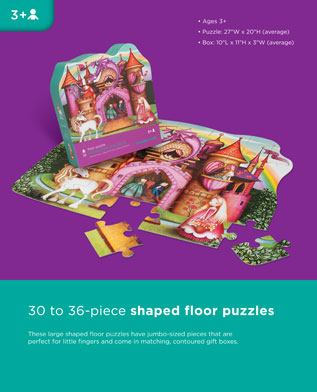 3+
• Ages 3+
• Puzzle: 27"W x 20"H (average)
• Box: 10"L x 11"H x 3"W (average)
30 to 36-piece shaped floor puzzles
These large shaped floor puzzles have jumbo-sized pieces that are
perfect for little fingers and come in matching, contoured gift boxes.